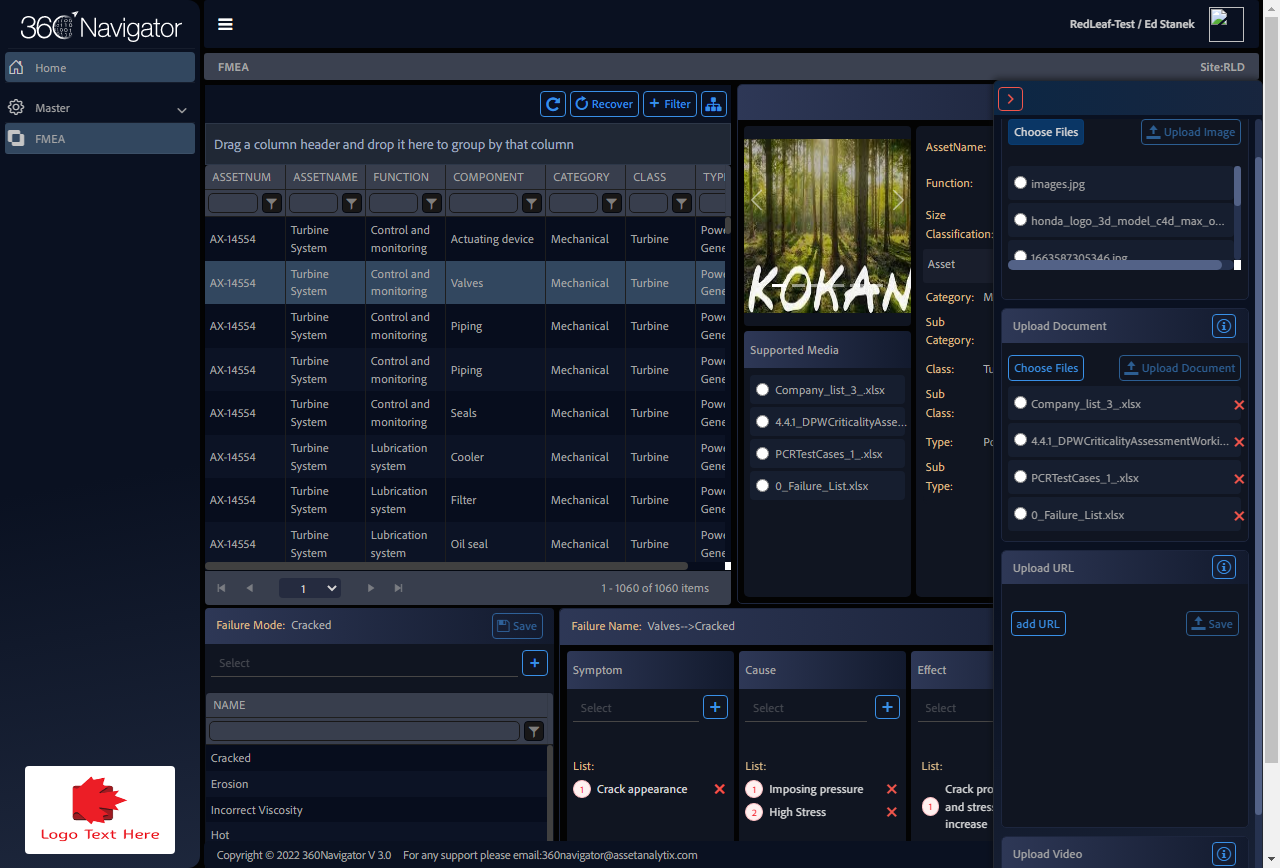 360 Navigator
RedLeaf-Test / Ed Stanek
Home
Master
FMEA
FMEA
Site:RLD
Recover
+ Filter
Drag a column header and drop it here to group by that column
ASSETNUM ASSETNAME FUNCTION COMPONENT CATEGORY CLASS TYPE
AX-14554 Turbine System Control and monitoring Actuating device Mechanical Turbine Powe Gene
AX-14554 Turbine System Control and monitoring Valves Mechanical Turbine Powe Gene
AX-14554 Turbine System Control and monitoring Piping Mechanical Turbine Powe Gene
AX-14554 Turbine System Control and monitoring Piping Mechanical Turbine Powe Gene
AX-14554 Turbine System Control and monitoring Seals Mechanical Turbine Powe Gene
AX-14554 Turbine System Lubrication system Cooler Mechanical Turbine Powe Gene
AX-14554 Turbine System Lubrication system Filter Mechanical Turbine Powe Gene
AX-14554 Turbine System Lubrication system Oil seal Mechanical Turbine Powe Gene
1
1 - 1060 of 1060 items
KOKAN
Supported Media
Company_list_3_.xlsx
4.4.1_DPWCriticalityAsse...
PCRTestCases_1_.xlsx
0_Failure_List.xlsx
AssetName:
Function:
Size
Classification:
Asset
Category: M
Sub
Category:
Class: Tu
Sub
Class:
Type: Po
Sub
Type:
Choose Files
Upload Image
images.jpg
honda_logo_3d_model_c4d_max_o...
1663587305346.jpg
Upload Document
Choose Files
Upload Document
Company_list_3_.xlsx
4.4.1_DPWCriticalityAssessmentWorki...
PCRTestCases_1_.xlsx
0_Failure_List.xlsx
Upload URL
add URL
Save
Upload Video
Failure Mode: Cracked
Save
Select
NAME
Cracked
Erosion
Incorrect Viscosity
Hot
Failure Name: Valves-->Cracked
Symptom
Select
List:
1 Crack appearance
Cause
Select
List:
1 Imposing pressure
2 High Stress
Effect
Select
List:
1 Crack pro
and stres
increase
Logo Text Here
Copyright © 2022 360Navigator V 3.0 For any support please email:360navigator@assetanalytix.com